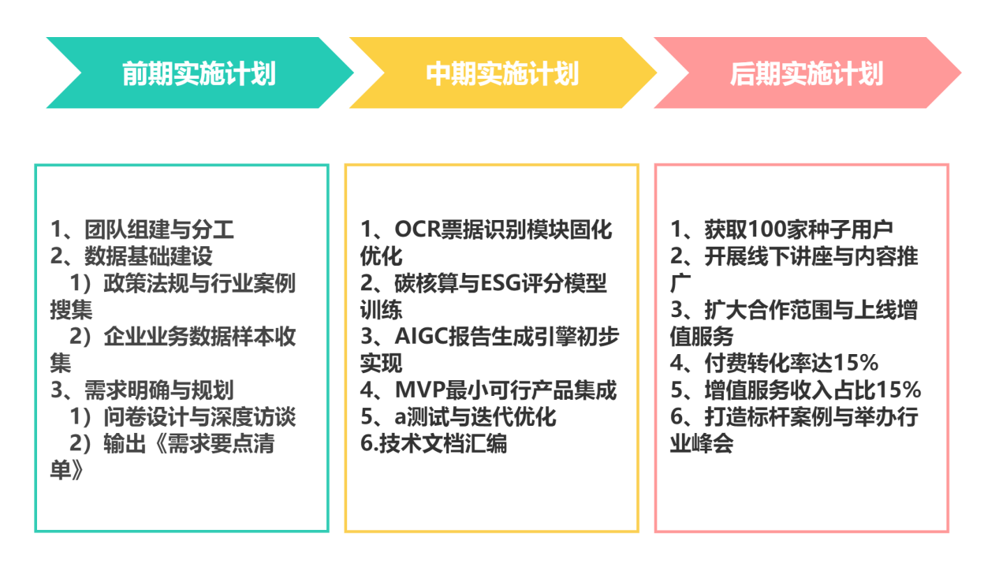 前期实施计划
中期实施计划
后期实施计划
1、团队组建与分工
2、数据基础建设
1）政策法规与行业案例
搜集
2）企业业务数据样本收
集
3、需求明确与规划
1）问卷设计与深度访谈
2）输出《需求要点清
单》
1、OCR票据识别模块固化
优化
2、碳核算与ESG评分模型
训练
3、AIGC报告生成引擎初步
实现
4、MVP最小可行产品集成
5、a测试与迭代优化
6.技术文档汇编
1、获取100家种子用户
2、开展线下讲座与内容推
广
3、扩大合作范围与上线增
值服务
4、付费转化率达15%
5、增值服务收入占比15%
6、打造标杆案例与举办行
业峰会